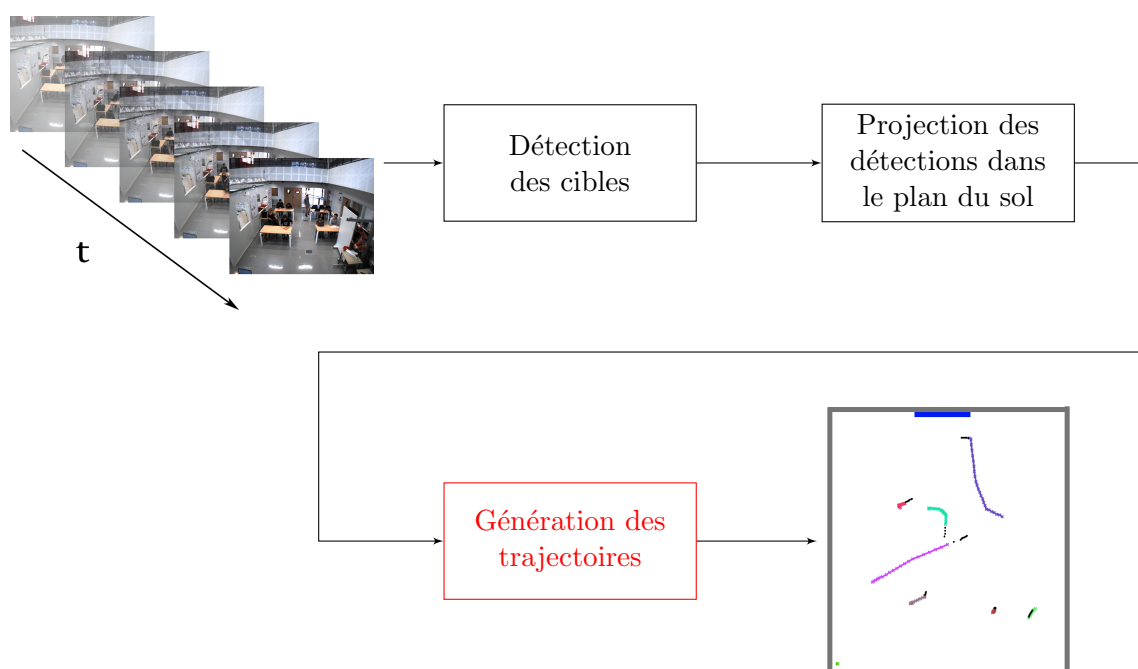 t
Détection
des cibles
Projection des
détections dans
le plan du sol
Génération des
trajectoires